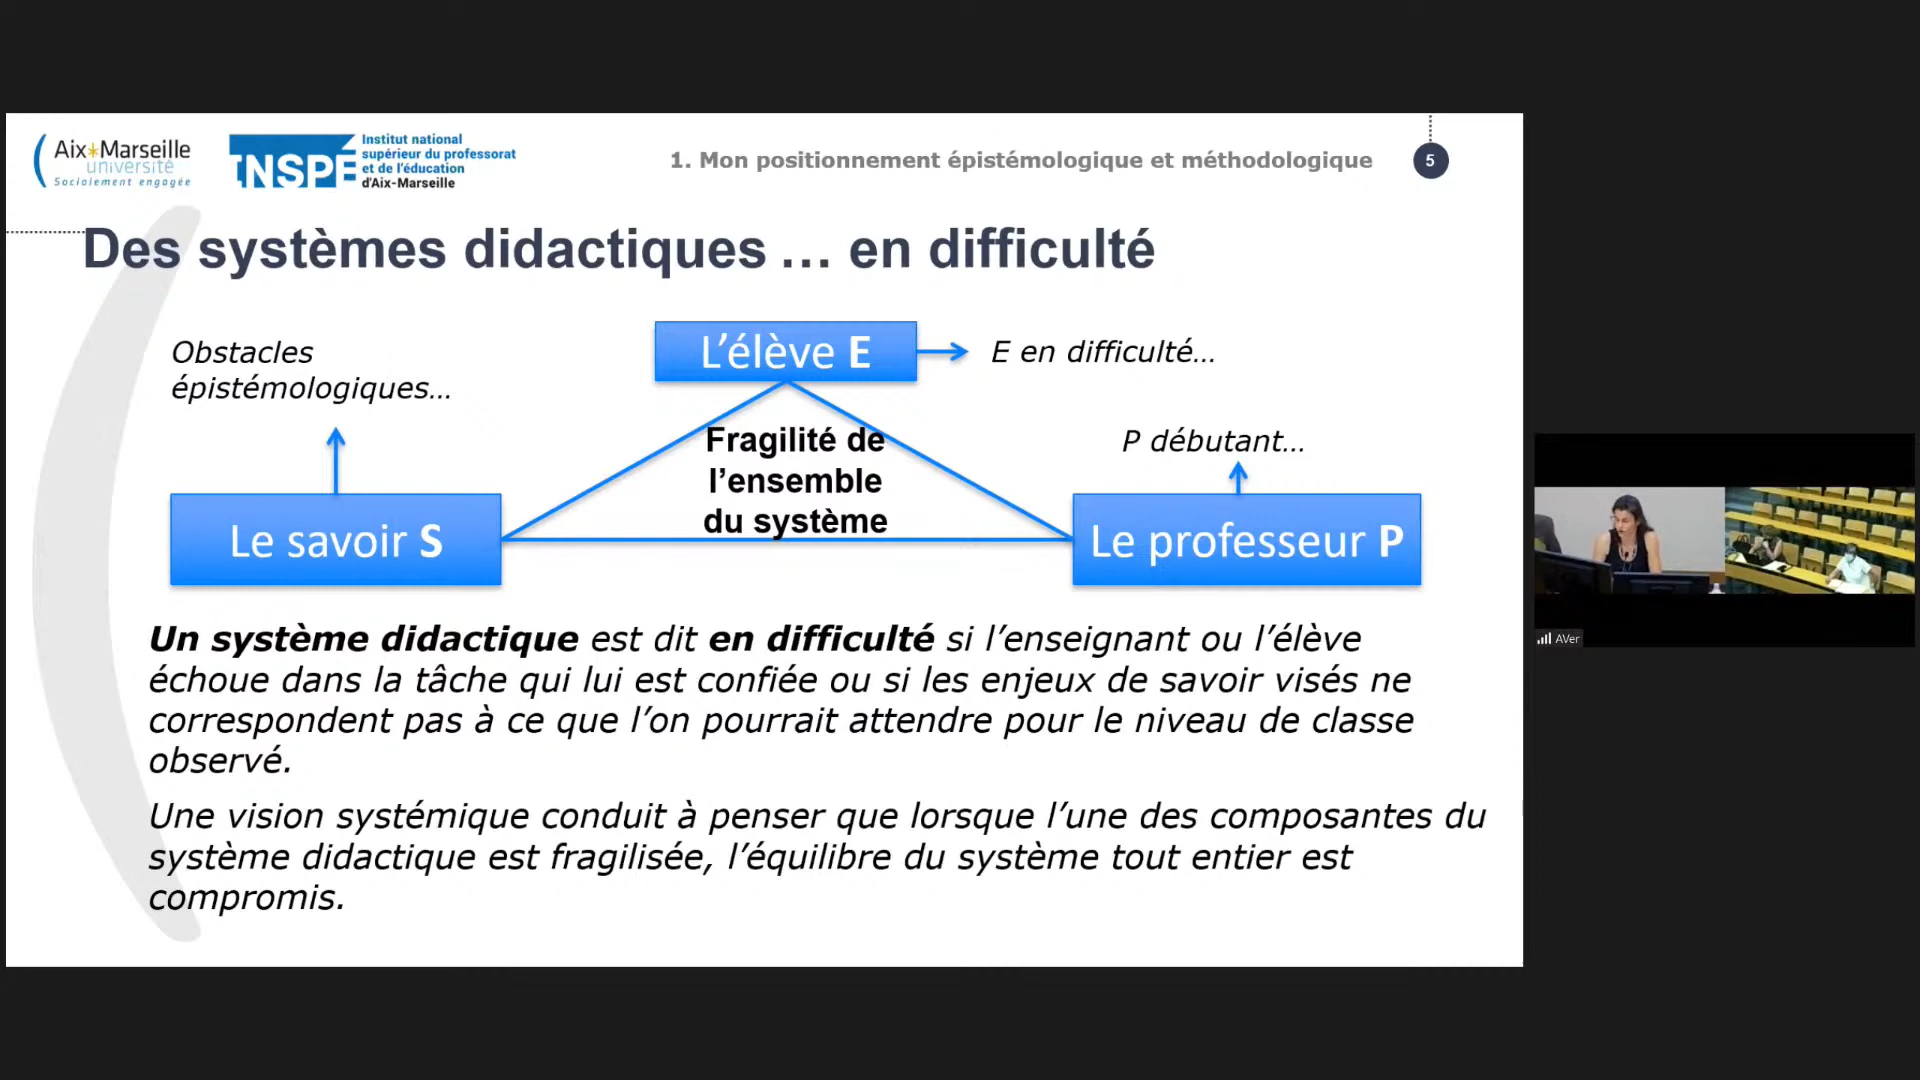 Aix*Marseille
université
Socialement engagée
INSPÉ
Institut national
supérieur du professorat
et de l'éducation
d'Aix-Marseille
1. Mon positionnement épistémologique et méthodologique
5
Des systèmes didactiques … en difficulté
Obstacles
épistémologiques…
L’élève E
E en difficulté…
Fragilité de
l’ensemble
du système
P débutant…
Le savoir S
Le professeur P
Un système didactique est dit en difficulté si l’enseignant ou l’élève
échoue dans la tâche qui lui est confiée ou si les enjeux de savoir visés ne
correspondent pas à ce que l’on pourrait attendre pour le niveau de classe
observé.
Une vision systémique conduit à penser que lorsque l’une des composantes du
système didactique est fragilisée, l’équilibre du système tout entier est
compromis.
AVer